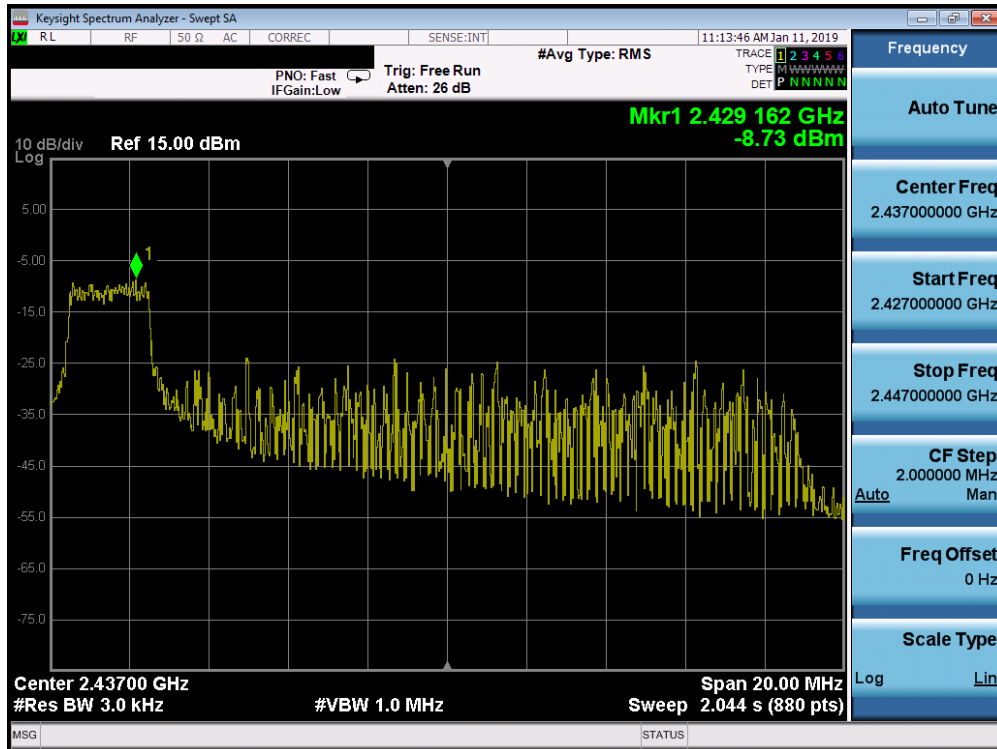 Keysight Spectrum Analyzer - Swept SA
LXI RL RF 50 Ω AC CORREC SENSE:INT 11:13:46 AM Jan 11, 2019
PNO: Fast
IFGain:Low
Trig: Free Run
Atten: 26 dB
#Avg Type: RMS
TRACE 1 2 3 4 5 6
TYPE M W W W W W
DET P N N N N N
Mkr1 2.429 162 GHz
-8.73 dBm
10 dB/div Ref 15.00 dBm
Log
5.00
-5.00
-15.0
-25.0
-35.0
-45.0
-55.0
-65.0
-75.0
1
Center 2.43700 GHz Span 20.00 MHz
#Res BW 3.0 kHz #VBW 1.0 MHz Sweep 2.044 s (880 pts)
MSG STATUS
Frequency
Auto Tune
Center Freq
2.437000000 GHz
Start Freq
2.427000000 GHz
Stop Freq
2.447000000 GHz
CF Step
2.000000 MHz
Auto Man
Freq Offset
0 Hz
Scale Type
Log Lin